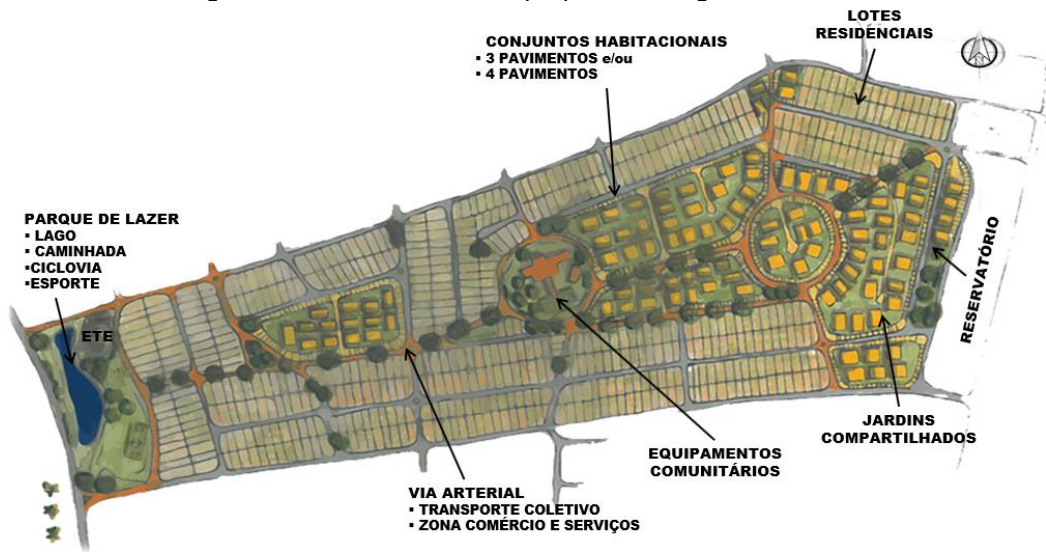 LOTES
RESIDENCIAIS
CONJUNTOS HABITACIONAIS
▪ 3 PAVIMENTOS e/ou
▪ 4 PAVIMENTOS
PARQUE DE LAZER
▪ LAGO
▪ CAMINHADA
▪CICLOVIA
▪ESPORTE
ETE
RESERVATÓRIO
JARDINS
COMPARTILHADOS
EQUIPAMENTOS
COMUNITÁRIOS
VIA ARTERIAL
▪ TRANSPORTE COLETIVO
▪ ZONA COMÉRCIO E SERVIÇOS